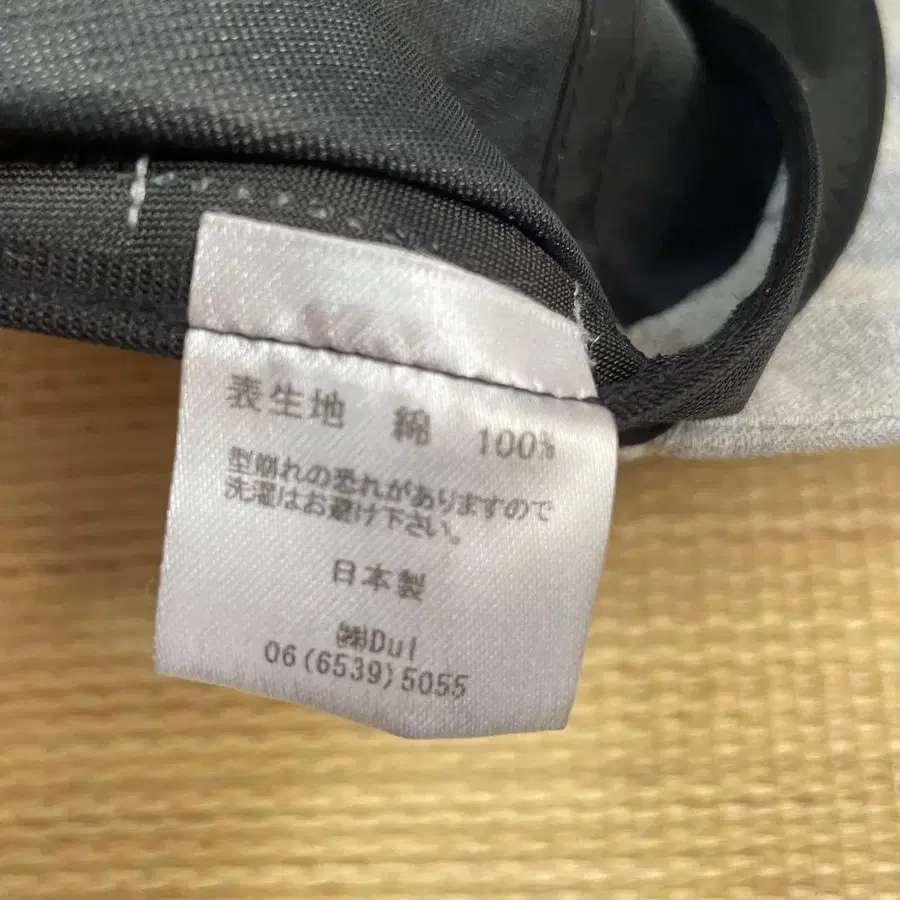 表生地 綿 100%
型崩れの恐れがありますので
洗濯はお避け下さい。
日本製
㈱Dul
06(6539)5055